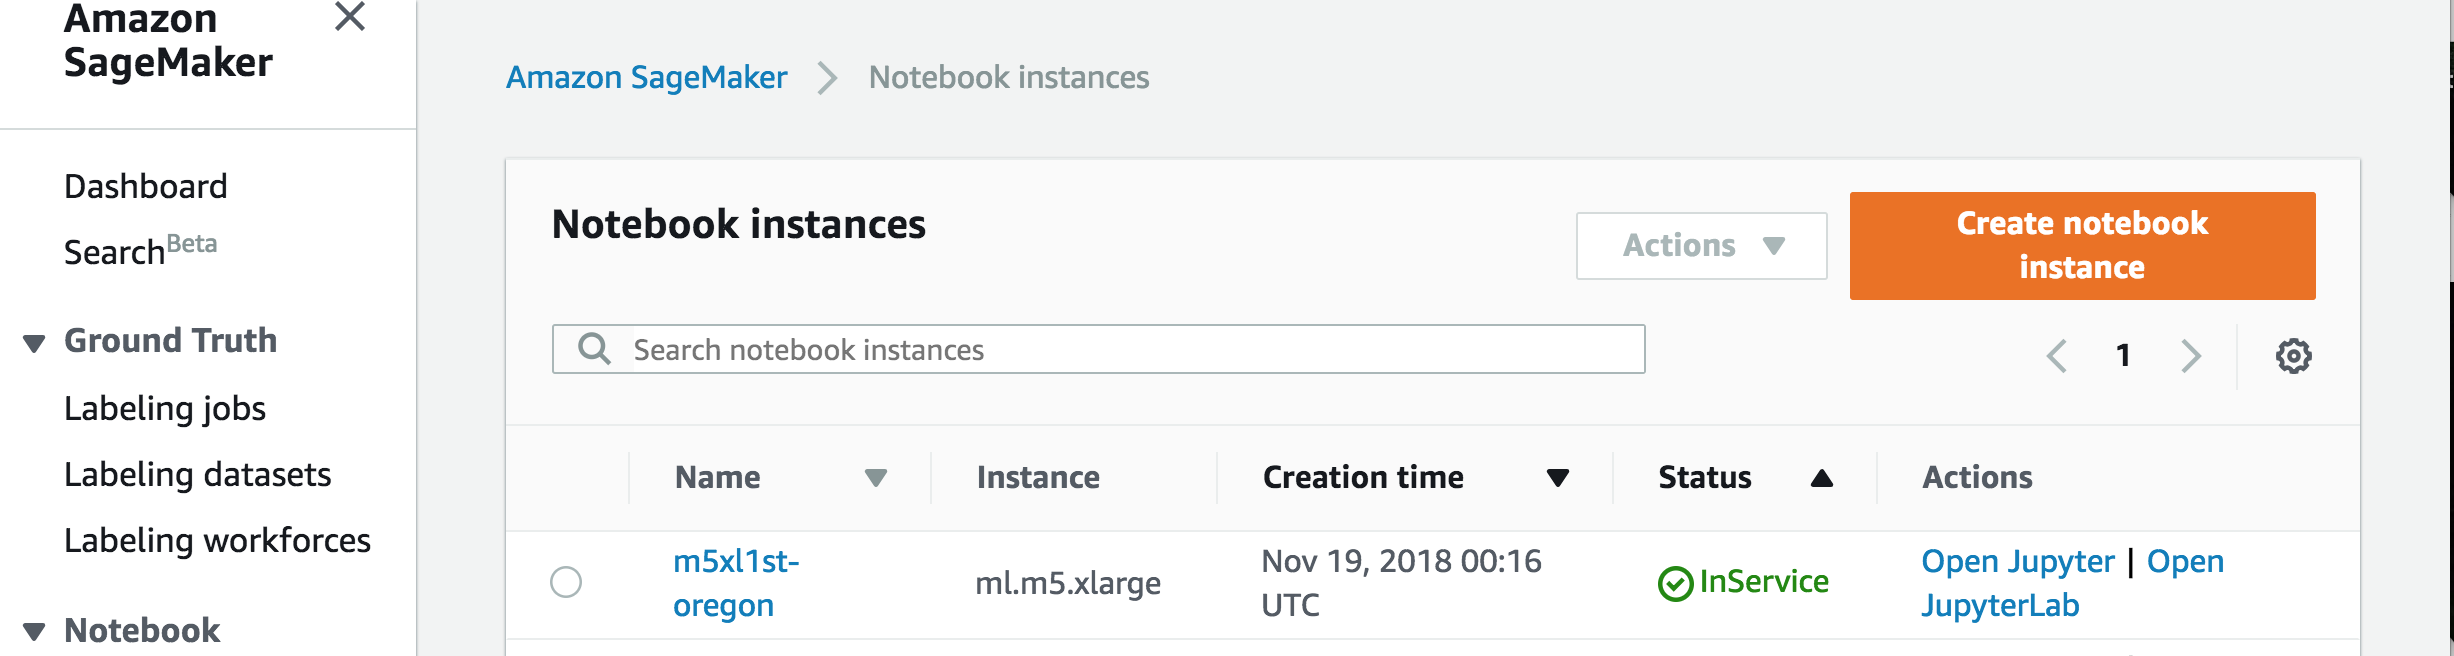 Amazon
SageMaker
Dashboard
Search Beta
Ground Truth
Labeling jobs
Labeling datasets
Labeling workforces
Notebook
Amazon SageMaker > Notebook instances
Notebook instances
Actions
Create notebook
instance
Search notebook instances
1
Name Instance Creation time Status Actions
m5xl1st-
oregon
ml.m5.xlarge
Nov 19, 2018 00:16
UTC
InService
Open Jupyter | Open
JupyterLab